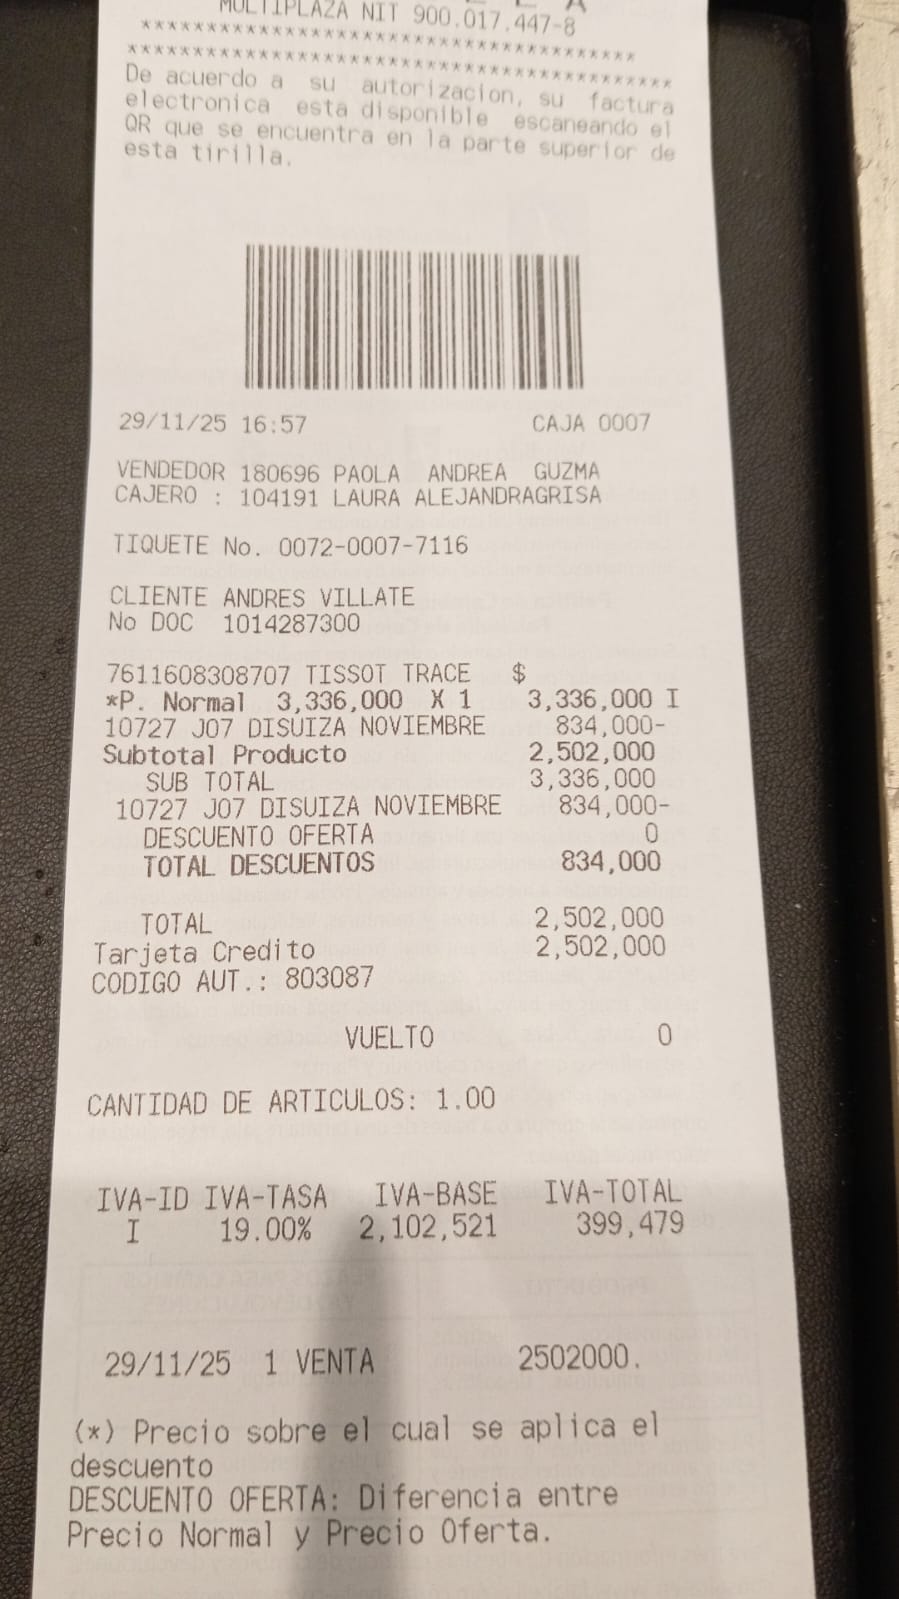 MULTIPLAZA NIT 900.017.447-8
****************************************
****************************************
De acuerdo a su autorizacion, su factura
electronica esta disponible escaneando el
QR que se encuentra en la parte superior de
esta tirilla.
29/11/25 16:57 CAJA 0007
VENDEDOR 180696 PAOLA ANDREA GUZMA
CAJERO : 104191 LAURA ALEJANDRAGRISA
TIQUETE No. 0072-0007-7116
CLIENTE ANDRES VILLATE
No DOC 1014287300
7611608308707 TISSOT TRACE $
*P. Normal 3,336,000 X 1 3,336,000 I
10727 J07 DISUIZA NOVIEMBRE 834,000-
Subtotal Producto 2,502,000
SUB TOTAL 3,336,000
10727 J07 DISUIZA NOVIEMBRE 834,000-
DESCUENTO OFERTA 0
TOTAL DESCUENTOS 834,000
TOTAL 2,502,000
Tarjeta Credito 2,502,000
CODIGO AUT.: 803087
VUELTO 0
CANTIDAD DE ARTICULOS: 1.00
IVA-ID IVA-TASA IVA-BASE IVA-TOTAL
I 19.00% 2,102,521 399,479
29/11/25 1 VENTA 2502000.
(*) Precio sobre el cual se aplica el
descuento
DESCUENTO OFERTA: Diferencia entre
Precio Normal y Precio Oferta.